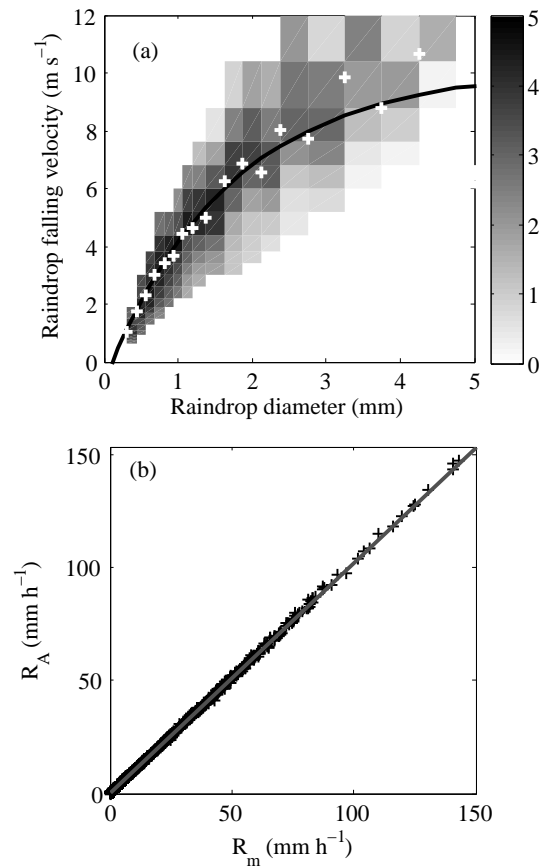 (a)
Raindrop falling velocity (m s⁻¹)
12
10
8
6
4
2
0
0 1 2 3 4 5
Raindrop diameter (mm)
5
4
3
2
1
0
(b)
R_A (mm h⁻¹)
150
100
50
0
0 50 100 150
R_m (mm h⁻¹)